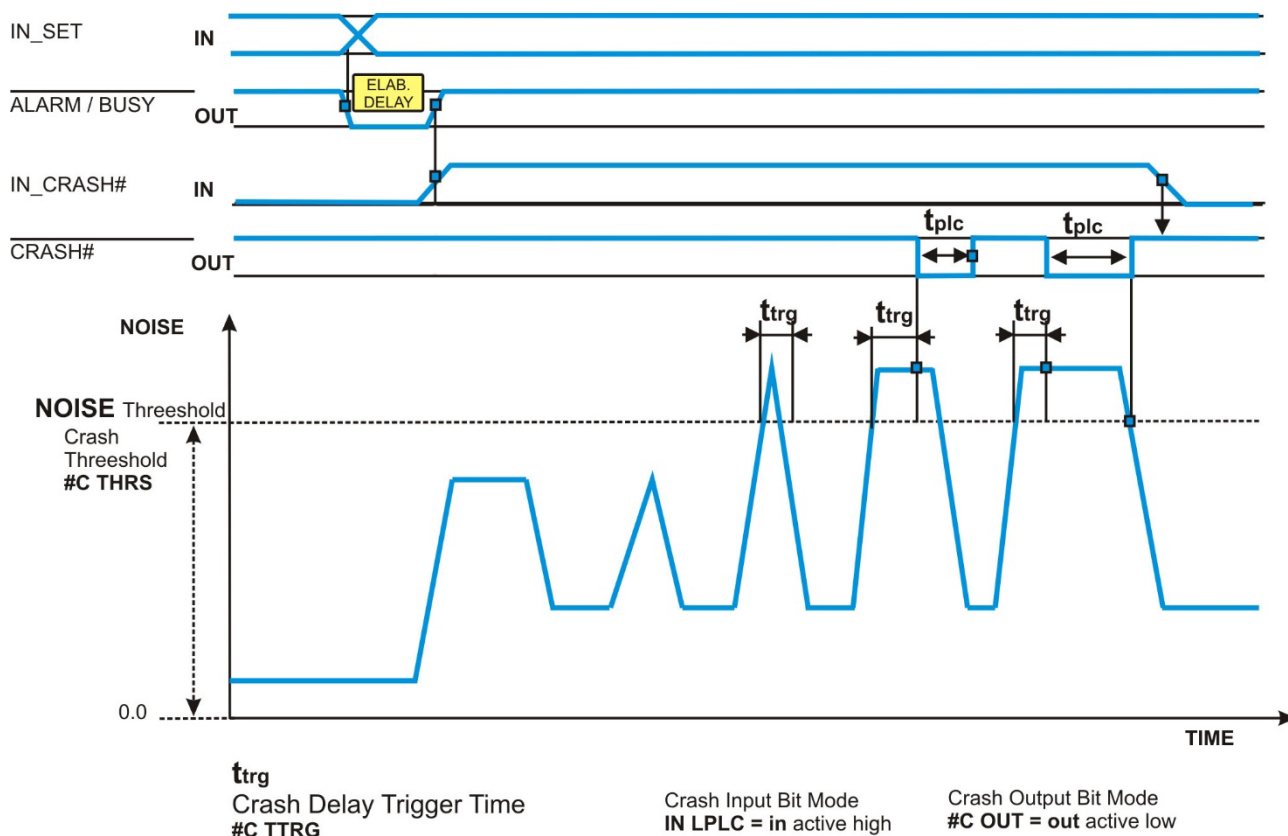 IN_SET
IN
ELAB.
DELAY
ALARM / BUSY
OUT
IN_CRASH#
IN
CRASH#
OUT
tplc
tplc
NOISE
ttrg
ttrg
ttrg
NOISE Threeshold
Crash
Threeshold
#C THRS
0.0
TIME
ttrg
Crash Delay Trigger Time
#C TTRG
Crash Input Bit Mode
IN LPLC = in active high
Crash Output Bit Mode
#C OUT = out active low